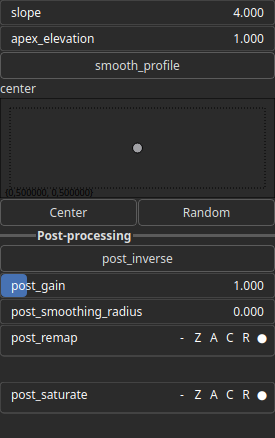 slope 4.000
apex_elevation 1.000
smooth_profile
center
(0.500000, 0.500000)
Center Random
Post-processing
post_inverse
post_gain 1.000
post_smoothing_radius 0.000
post_remap - Z A C R ●
post_saturate - Z A C R ●